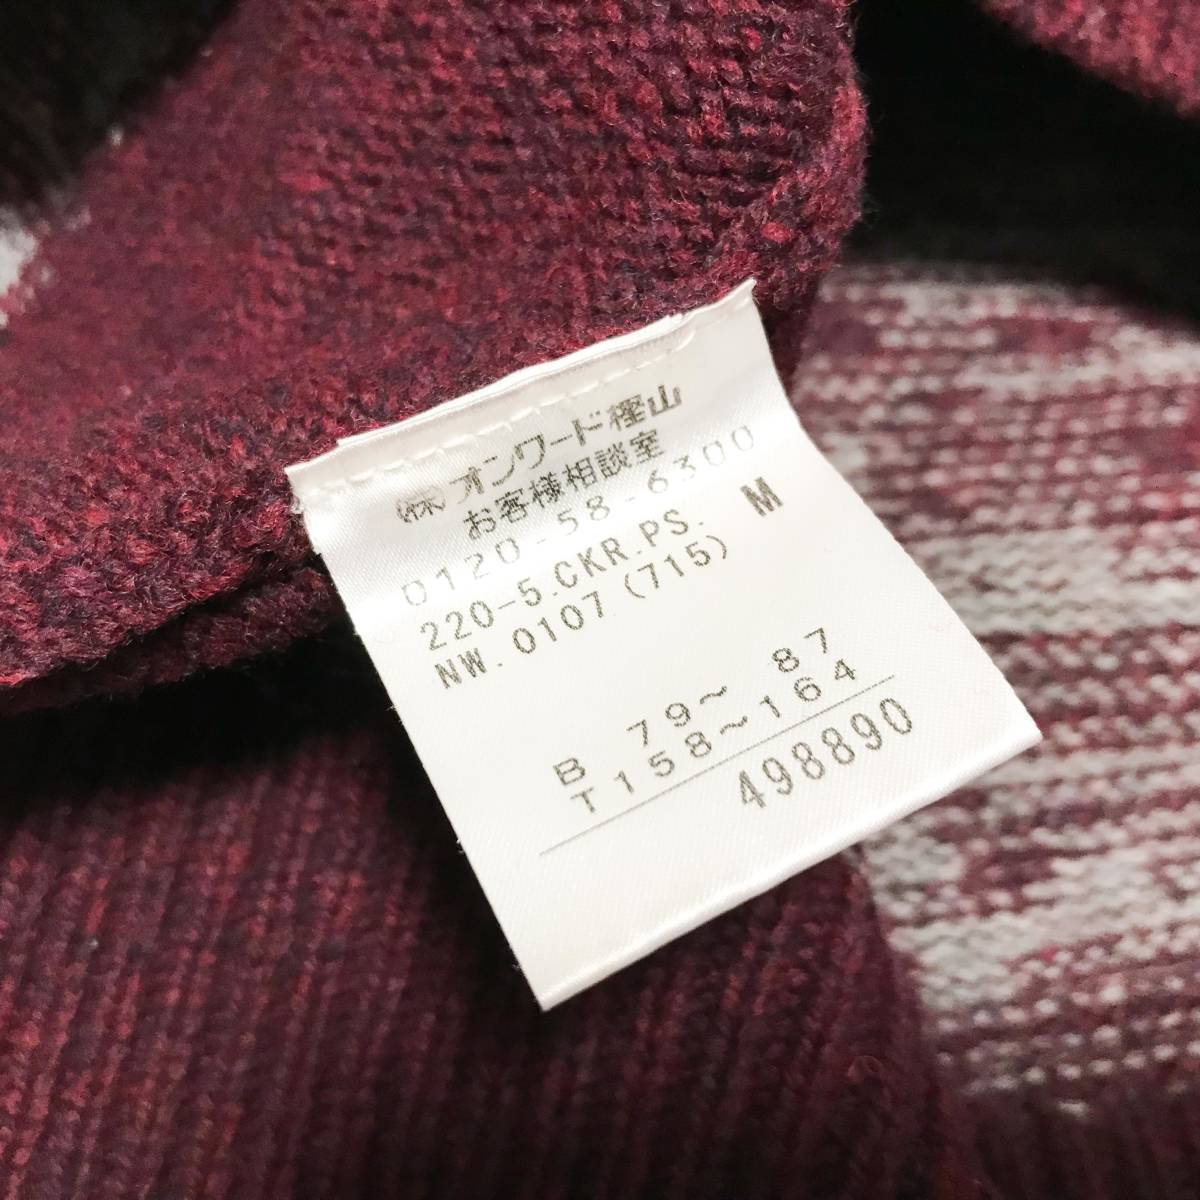 ㈱オンワード樫山
お客様相談室
0120-58-6300
220-5.CKR.PS. M
NW.0107(715)
B 79～ 87
T158～164
498890